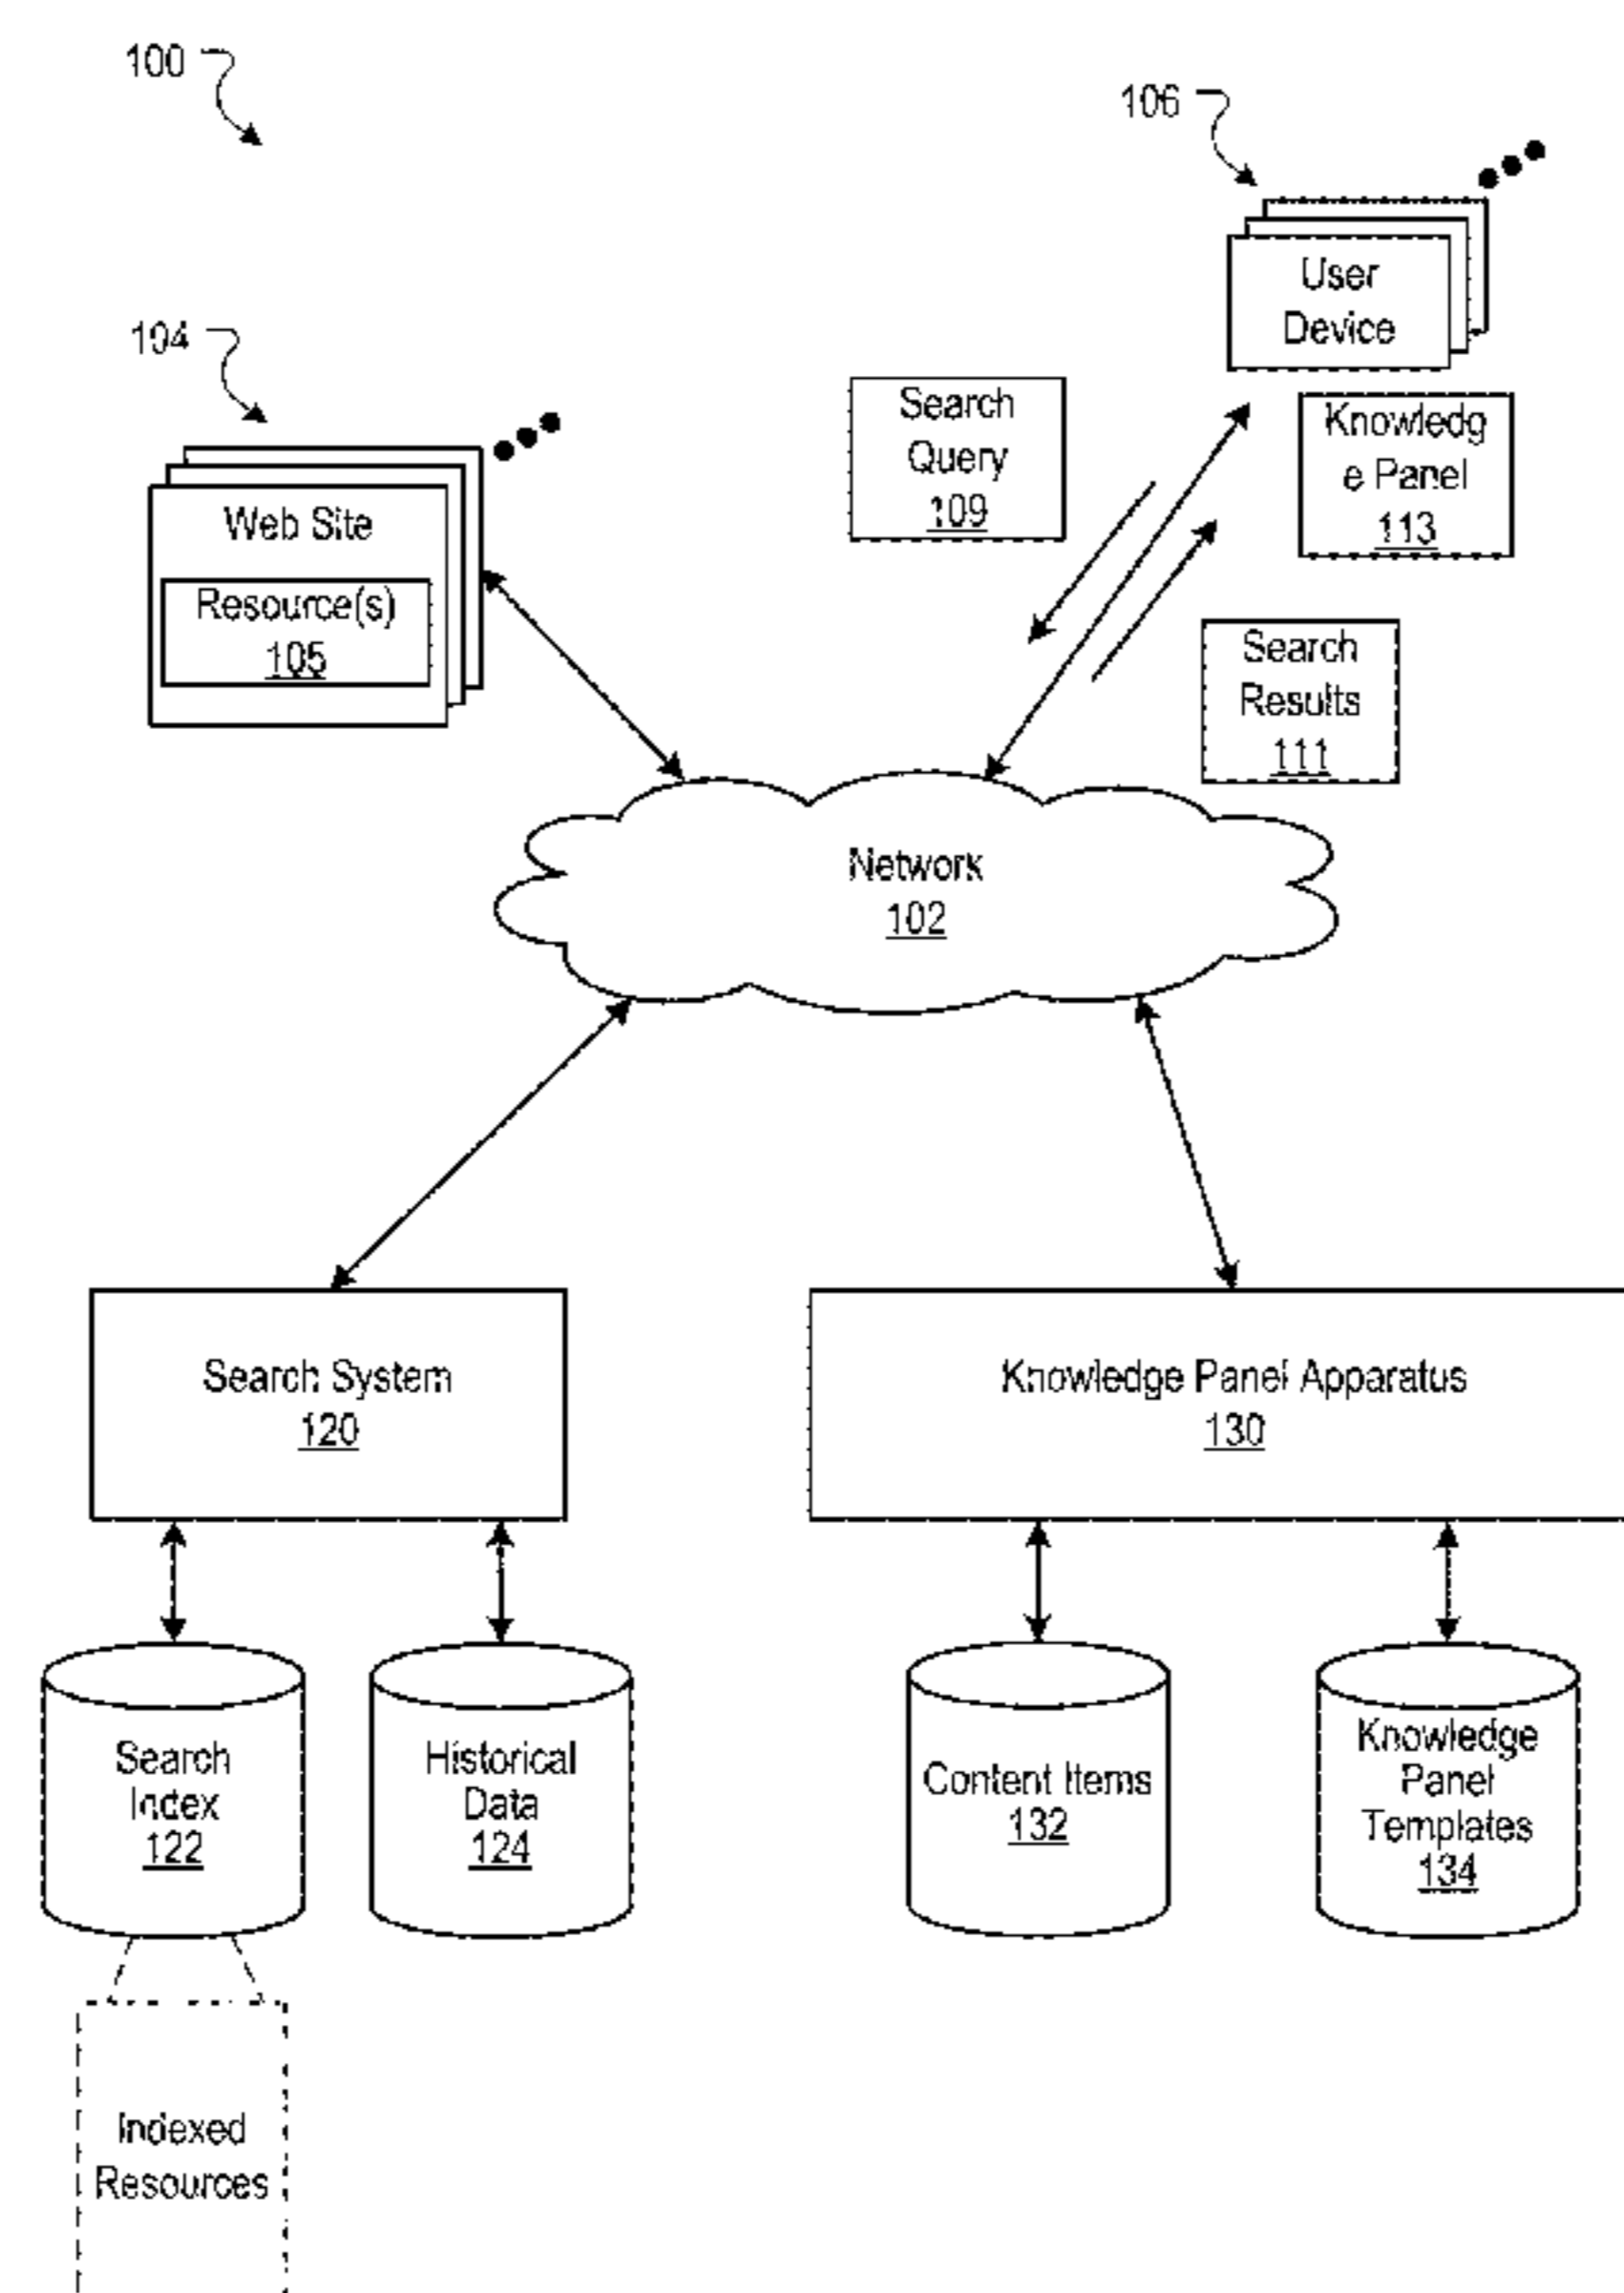 100
106
User
Device
104
Search
Query
109
Knowledg
e Panel
113
Web Site
Resource(s)
105
Search
Results
111
Network
102
Search System
120
Knowledge Panel Apparatus
130
Search
Index
122
Historical
Data
124
Content Items
132
Knowledge
Panel
Templates
134
Indexed
Resources